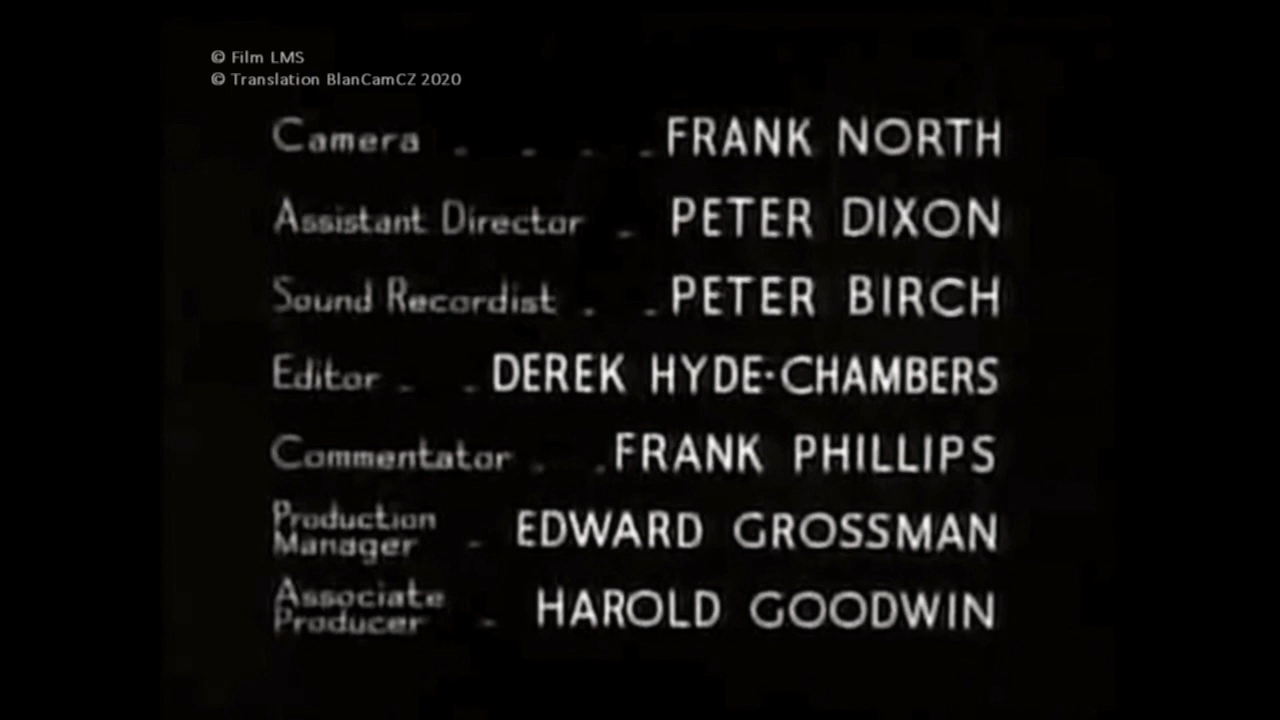 © Film LMS
© Translation BlanCamCZ 2020
Camera . . . . FRANK NORTH
Assistant Director . PETER DIXON
Sound Recordist . . PETER BIRCH
Editor . . DEREK HYDE-CHAMBERS
Commentator . . FRANK PHILLIPS
Production
Manager - EDWARD GROSSMAN
Associate
Producer - HAROLD GOODWIN